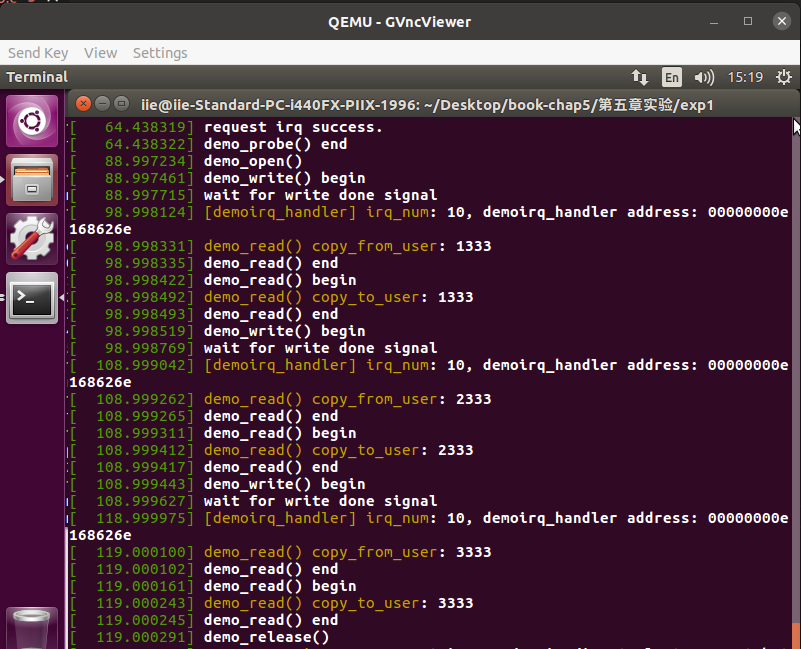 QEMU - GVncViewer
Send Key View Settings
Terminal En 15:19
iie@iie-Standard-PC-i440FX-PIIX-1996: ~/Desktop/book-chap5/第五章实验/exp1
[   64.438319] request irq success.
[   64.438322] demo_probe() end
[   88.997234] demo_open()
[   88.997461] demo_write() begin
[   88.997715] wait for write done signal
[   98.998124] [demoirq_handler] irq_num: 10, demoirq_handler address: 00000000e
168626e
[   98.998331] demo_read() copy_from_user: 1333
[   98.998335] demo_read() end
[   98.998422] demo_read() begin
[   98.998492] demo_read() copy_to_user: 1333
[   98.998493] demo_read() end
[   98.998519] demo_write() begin
[   98.998769] wait for write done signal
[  108.999042] [demoirq_handler] irq_num: 10, demoirq_handler address: 00000000e
168626e
[  108.999262] demo_read() copy_from_user: 2333
[  108.999265] demo_read() end
[  108.999311] demo_read() begin
[  108.999412] demo_read() copy_to_user: 2333
[  108.999417] demo_read() end
[  108.999443] demo_write() begin
[  108.999627] wait for write done signal
[  118.999975] [demoirq_handler] irq_num: 10, demoirq_handler address: 00000000e
168626e
[  119.000100] demo_read() copy_from_user: 3333
[  119.000102] demo_read() end
[  119.000161] demo_read() begin
[  119.000243] demo_read() copy_to_user: 3333
[  119.000245] demo_read() end
[  119.000291] demo_release()